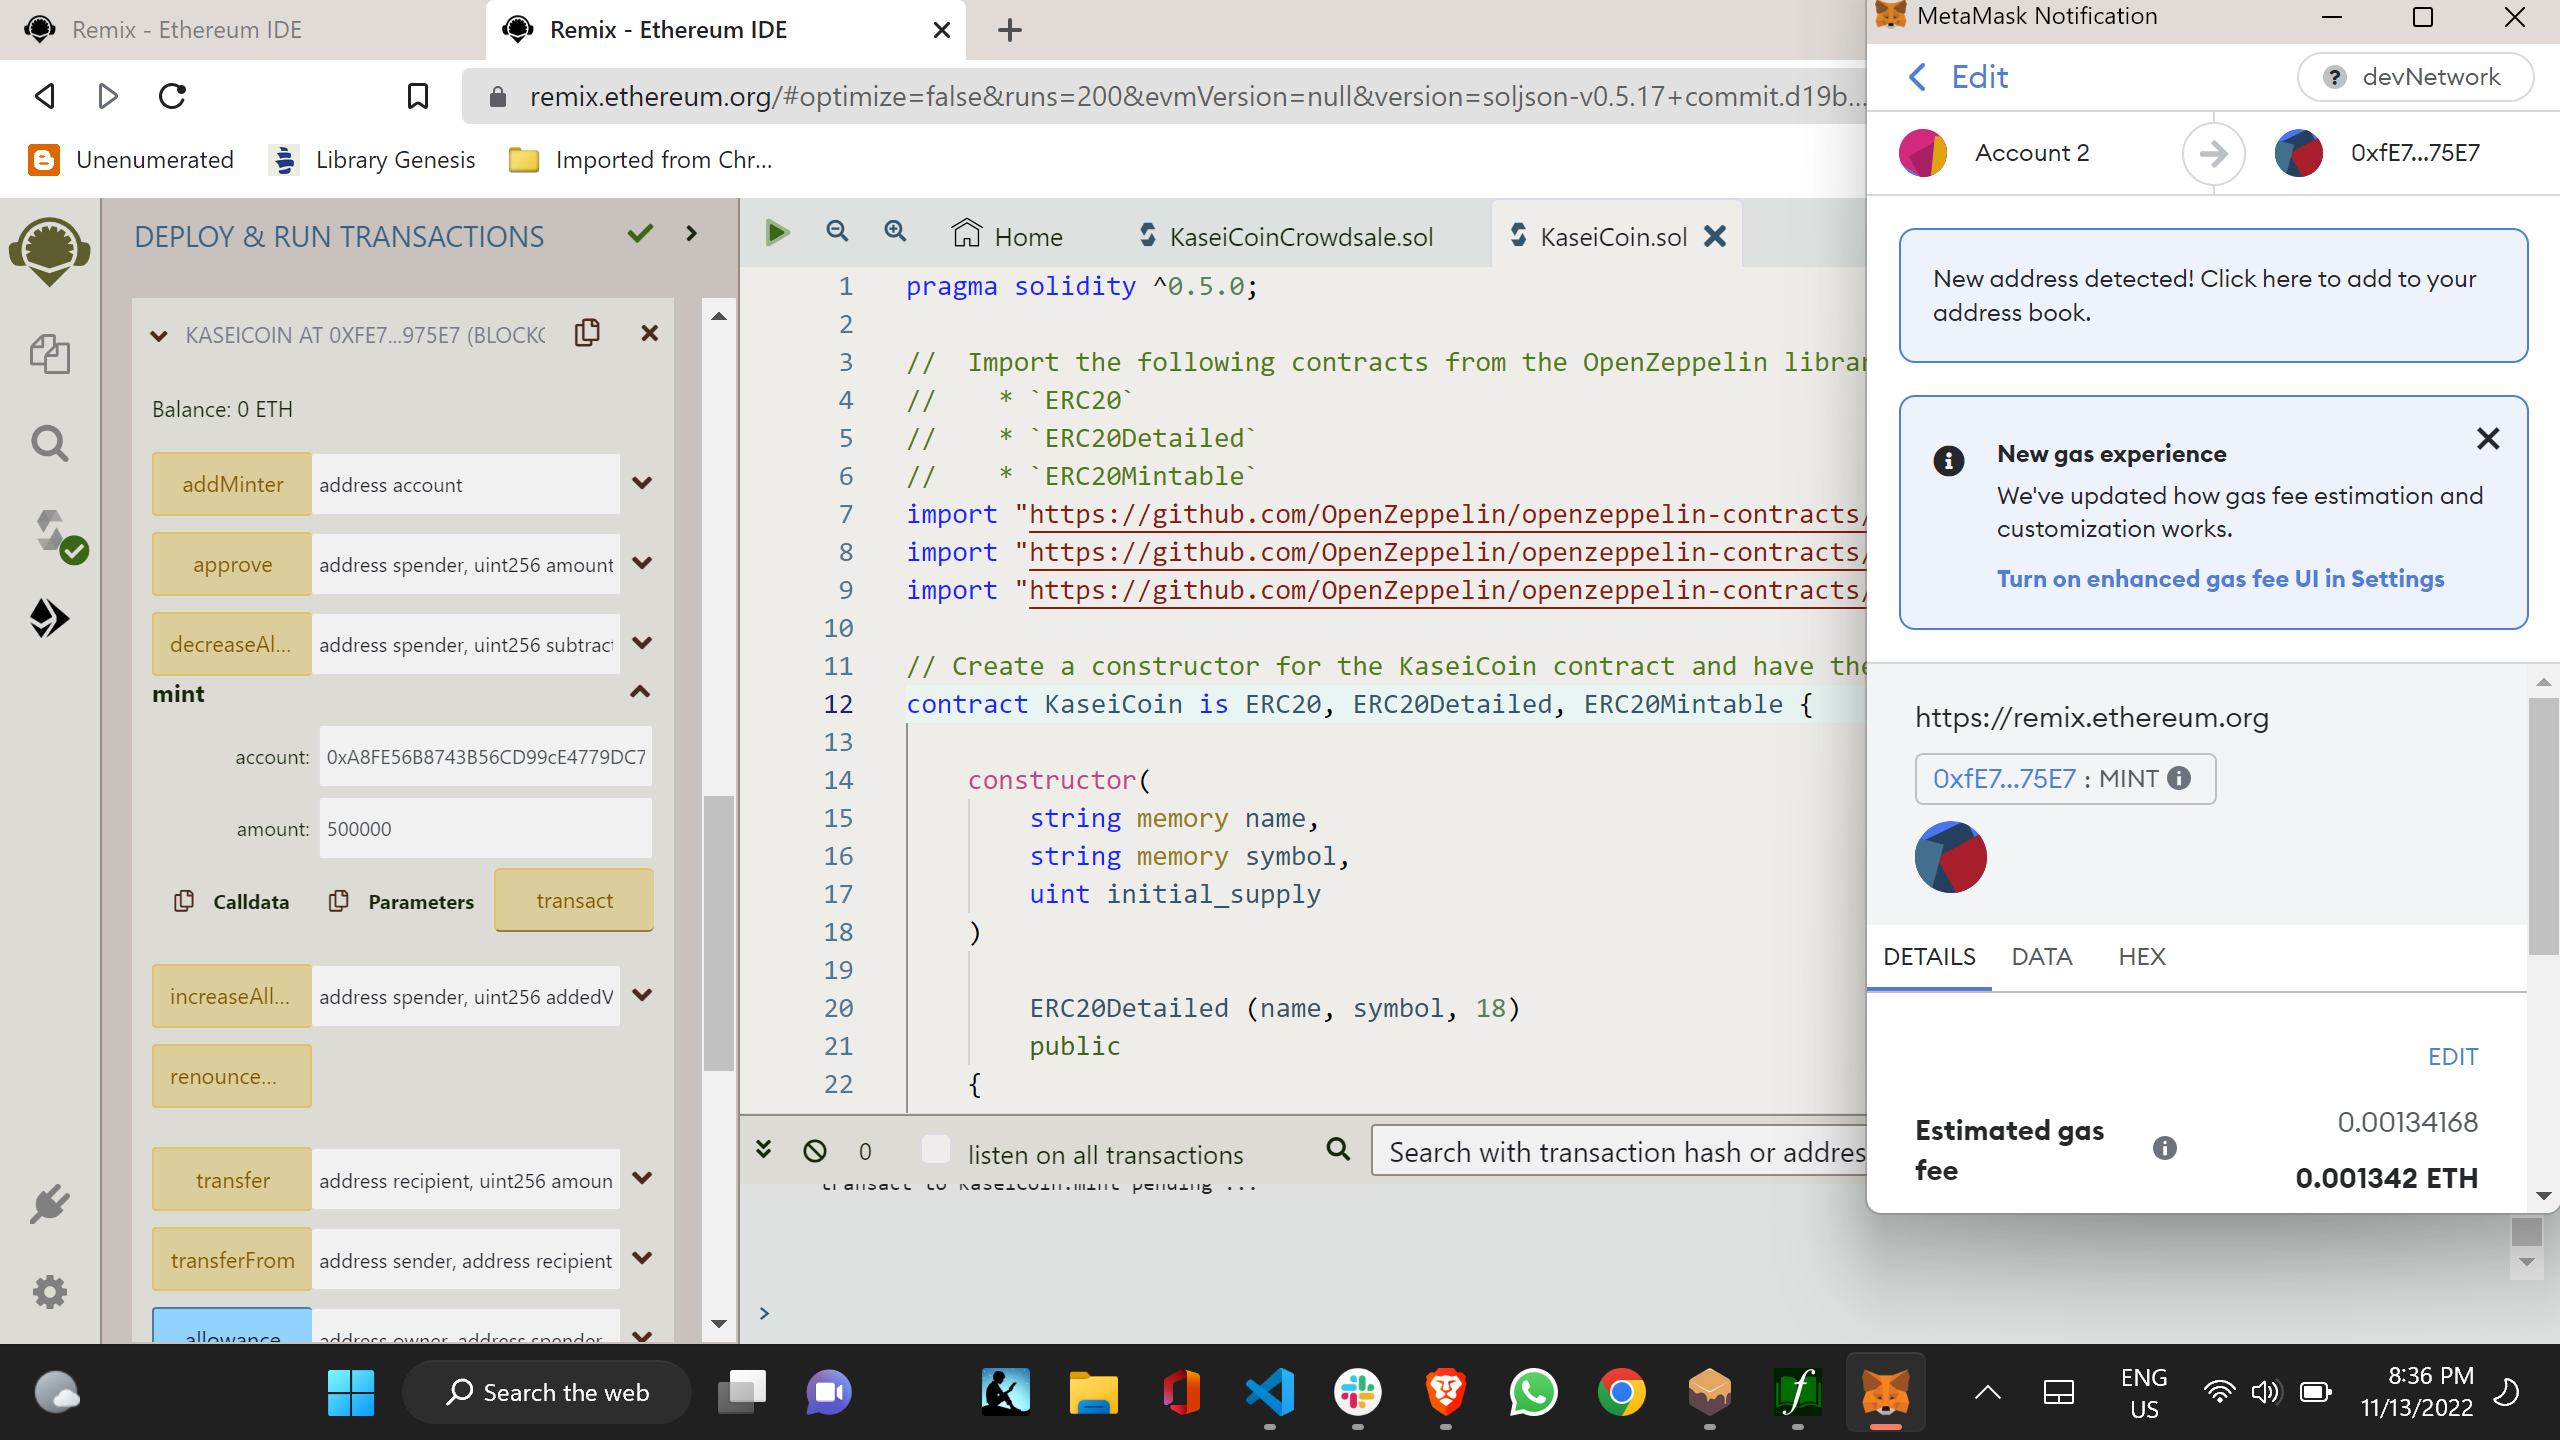 Remix - Ethereum IDE
Remix - Ethereum IDE
remix.ethereum.org/#optimize=false&runs=200&evmVersion=null&version=soljson-v0.5.17+commit.d19b...
Unenumerated
Library Genesis
Imported from Chr...
DEPLOY & RUN TRANSACTIONS
KASEICOIN AT 0XFE7...975E7 (BLOCKC
Balance: 0 ETH
addMinter
address account
approve
address spender, uint256 amount
decreaseAl...
address spender, uint256 subtract
mint
account:
0xA8FE56B8743B56CD99cE4779DC7
amount:
500000
Calldata
Parameters
transact
increaseAll...
address spender, uint256 addedV
renounce...
transfer
address recipient, uint256 amoun
transferFrom
address sender, address recipient
allowance
address owner, address spender
Home
KaseiCoinCrowdsale.sol
KaseiCoin.sol
1 pragma solidity ^0.5.0;
2
3 //  Import the following contracts from the OpenZeppelin librar
4 //    * `ERC20`
5 //    * `ERC20Detailed`
6 //    * `ERC20Mintable`
7 import "https://github.com/OpenZeppelin/openzeppelin-contracts/
8 import "https://github.com/OpenZeppelin/openzeppelin-contracts/
9 import "https://github.com/OpenZeppelin/openzeppelin-contracts/
10
11 // Create a constructor for the KaseiCoin contract and have the
12 contract KaseiCoin is ERC20, ERC20Detailed, ERC20Mintable {
13
14     constructor(
15         string memory name,
16         string memory symbol,
17         uint initial_supply
18     )
19
20         ERC20Detailed (name, symbol, 18)
21         public
22     {
0
listen on all transactions
Search with transaction hash or addres
transact to KaseiCoin.mint pending ...
>
MetaMask Notification
Edit
? devNetwork
Account 2
0xfE7...75E7
New address detected! Click here to add to your
address book.
New gas experience
We've updated how gas fee estimation and
customization works.
Turn on enhanced gas fee UI in Settings
https://remix.ethereum.org
0xfE7...75E7 : MINT
DETAILS
DATA
HEX
EDIT
Estimated gas
fee
0.00134168
0.001342 ETH
Search the web
ENG
US
8:36 PM
11/13/2022